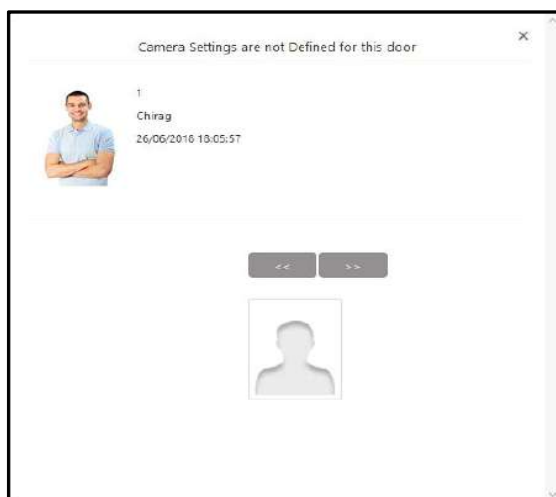 Camera Settings are not Defined for this door
×
1
Chirag
26/06/2018 18:05:57
<< >>